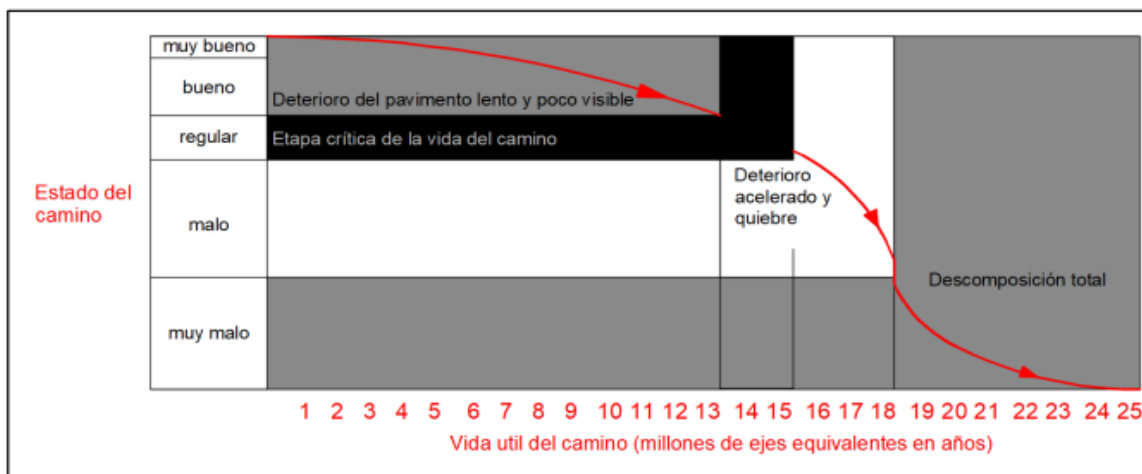 muy bueno
bueno
Deterioro del pavimento lento y poco visible
regular
Etapa crítica de la vida del camino
Estado del
camino
malo
Deterioro
acelerado y
quiebre
Descomposición total
muy malo
1 2 3 4 5 6 7 8 9 10 11 12 13 14 15 16 17 18 19 20 21 22 23 24 25
Vida util del camino (millones de ejes equivalentes en años)